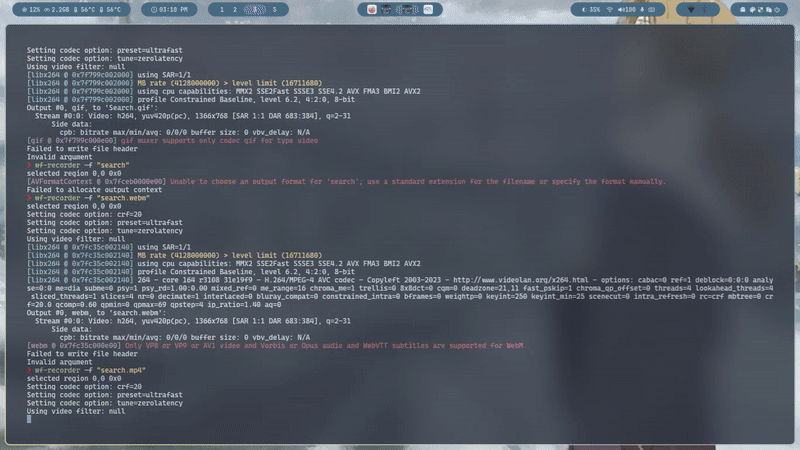 12% 2.2GB 56°C 56°C
03:18 PM
1 2 3 5
35% 100
Setting codec option: preset=ultrafast
Setting codec option: tune=zerolatency
Using video filter: null
[libx264 @ 0x7f799c002000] using SAR=1/1
[libx264 @ 0x7f799c002000] MB rate (4128000000) > level limit (16711680)
[libx264 @ 0x7f799c002000] using cpu capabilities: MMX2 SSE2Fast SSSE3 SSE4.2 AVX FMA3 BMI2 AVX2
[libx264 @ 0x7f799c002000] profile Constrained Baseline, level 6.2, 4:2:0, 8-bit
Output #0, gif, to 'Search.gif':
Stream #0:0: Video: h264, yuv420p(pc), 1366x768 [SAR 1:1 DAR 683:384], q=2-31
Side data:
cpb: bitrate max/min/avg: 0/0/0 buffer size: 0 vbv_delay: N/A
[gif @ 0x7f799c000e00] gif muxer supports only codec gif for type video
Failed to write file header
Invalid argument
❯ wf-recorder -f "search"
selected region 0,0 0x0
[AVFormatContext @ 0x7fceb0000e00] Unable to choose an output format for 'search'; use a standard extension for the filename or specify the format manually.
Failed to allocate output context
❯ wf-recorder -f "search.webm"
selected region 0,0 0x0
Setting codec option: crf=20
Setting codec option: preset=ultrafast
Setting codec option: tune=zerolatency
Using video filter: null
[libx264 @ 0x7fc35c002140] using SAR=1/1
[libx264 @ 0x7fc35c002140] MB rate (4128000000) > level limit (16711680)
[libx264 @ 0x7fc35c002140] using cpu capabilities: MMX2 SSE2Fast SSSE3 SSE4.2 AVX FMA3 BMI2 AVX2
[libx264 @ 0x7fc35c002140] profile Constrained Baseline, level 6.2, 4:2:0, 8-bit
[libx264 @ 0x7fc35c002140] 264 - core 164 r3108 31e19f9 - H.264/MPEG-4 AVC codec - Copyleft 2003-2023 - http://www.videolan.org/x264.html - options: cabac=0 ref=1 deblock=0:0:0 analy
se=0:0 me=dia subme=0 psy=1 psy_rd=1.00:0.00 mixed_ref=0 me_range=16 chroma_me=1 trellis=0 8x8dct=0 cqm=0 deadzone=21,11 fast_pskip=1 chroma_qp_offset=0 threads=4 lookahead_threads=4
sliced_threads=1 slices=4 nr=0 decimate=1 interlaced=0 bluray_compat=0 constrained_intra=0 bframes=0 weightp=0 keyint=250 keyint_min=25 scenecut=0 intra_refresh=0 rc=crf mbtree=0 cr
f=20.0 qcomp=0.60 qpmin=0 qpmax=69 qpstep=4 ip_ratio=1.40 aq=0
Output #0, webm, to 'search.webm':
Stream #0:0: Video: h264, yuv420p(pc), 1366x768 [SAR 1:1 DAR 683:384], q=2-31
Side data:
cpb: bitrate max/min/avg: 0/0/0 buffer size: 0 vbv_delay: N/A
[webm @ 0x7fc35c000e00] Only VP8 or VP9 or AV1 video and Vorbis or Opus audio and WebVTT subtitles are supported for WebM.
Failed to write file header
Invalid argument
❯ wf-recorder -f "search.mp4"
selected region 0,0 0x0
Setting codec option: crf=20
Setting codec option: preset=ultrafast
Setting codec option: tune=zerolatency
Using video filter: null